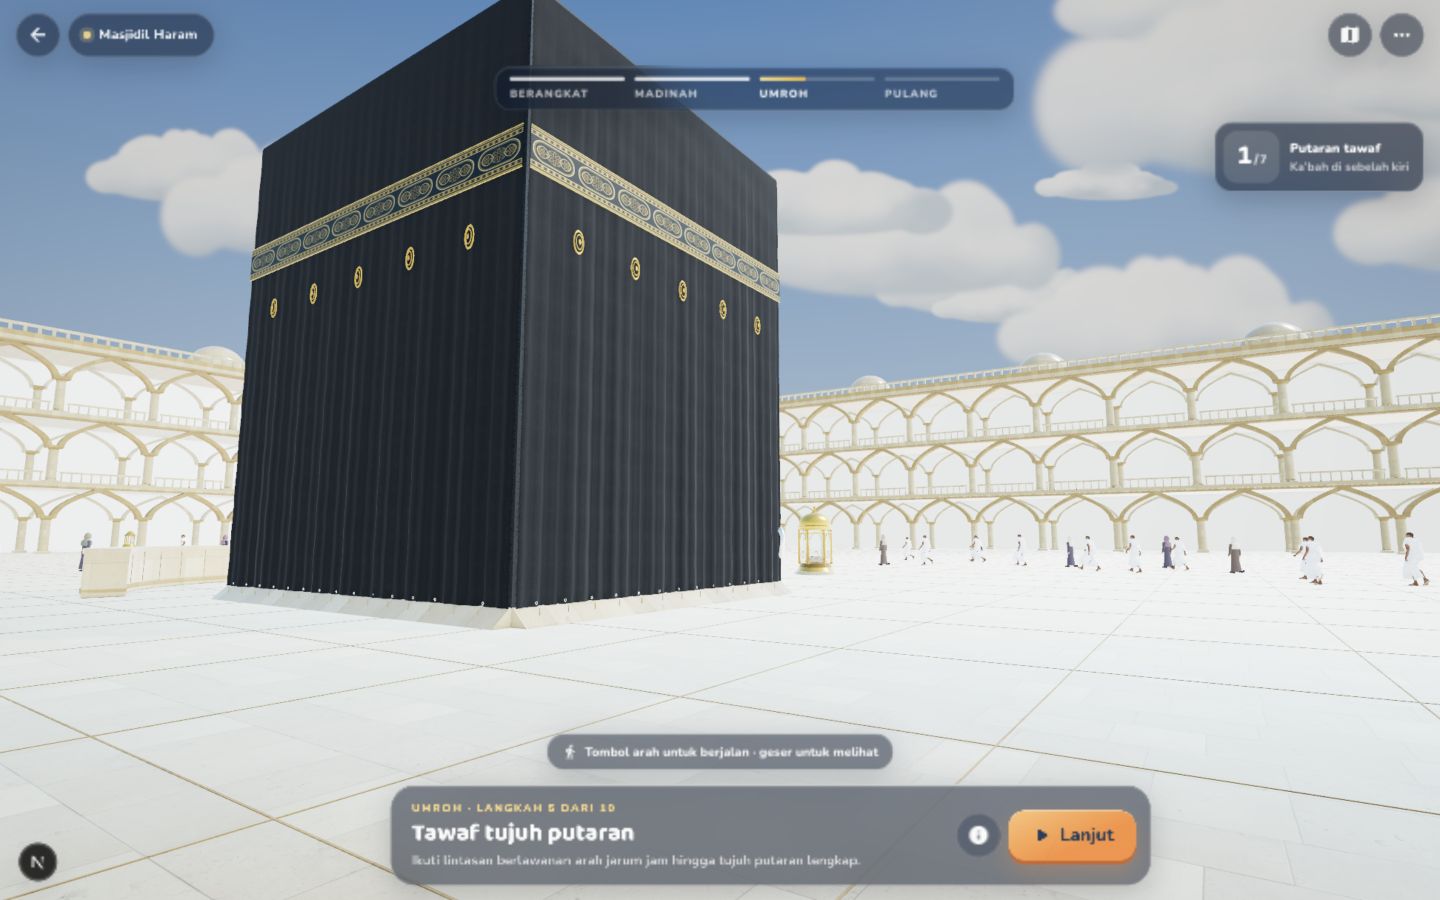 Masjidil Haram
BERANGKAT
MADINAH
UMROH
PULANG
1/7
Putaran tawaf
Ka'bah di sebelah kiri
Tombol arah untuk berjalan · geser untuk melihat
UMROH · LANGKAH 5 DARI 10
Tawaf tujuh putaran
Ikuti lintasan berlawanan arah jarum jam hingga tujuh putaran lengkap.
Lanjut
N